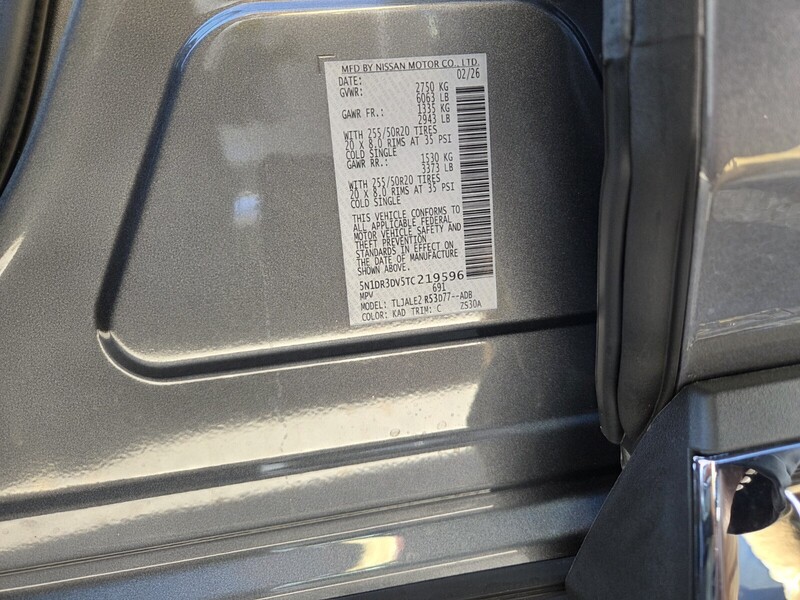 MFD BY NISSAN MOTOR CO., LTD.
DATE: 02/26
GVWR: 2750 KG
6063 LB
GAWR FR.: 1335 KG
2943 LB
WITH 255/50R20 TIRES
20 X 8.0 RIMS AT 35 PSI
COLD SINGLE
GAWR RR.: 1530 KG
3373 LB
WITH 255/50R20 TIRES
20 X 8.0 RIMS AT 35 PSI
COLD SINGLE
THIS VEHICLE CONFORMS TO
ALL APPLICABLE FEDERAL
MOTOR VEHICLE SAFETY AND
THEFT PREVENTION
STANDARDS IN EFFECT ON
THE DATE OF MANUFACTURE
SHOWN ABOVE.
5N1DR3DV5TC219596
MPV 691
MODEL: TLJALE2 R53D77--ADB
COLOR: KAD TRIM: C Z530A